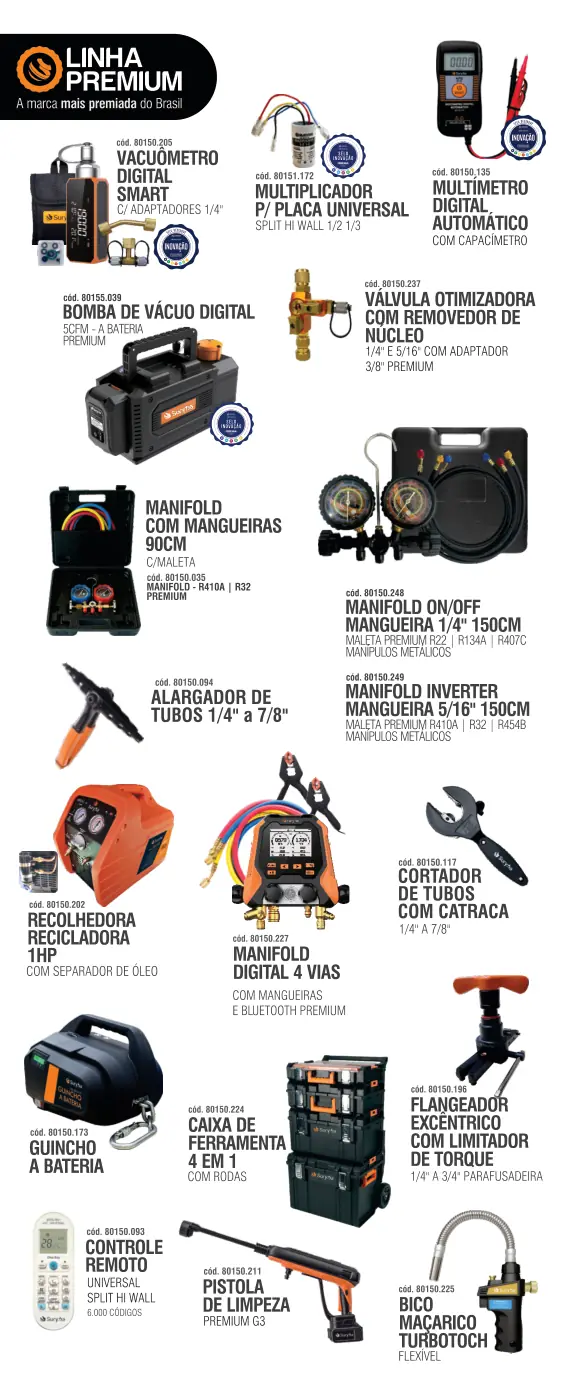 LINHA
PREMIUM
A marca mais premiada do Brasil
cód. 80150.205
VACUÔMETRO
DIGITAL
SMART
C/ ADAPTADORES 1/4"
cód. 80151.172
MULTIPLICADOR
P/ PLACA UNIVERSAL
SPLIT HI WALL 1/2 1/3
cód. 80150.135
MULTÍMETRO
DIGITAL
AUTOMÁTICO
COM CAPACÍMETRO
cód. 80155.039
BOMBA DE VÁCUO DIGITAL
5CFM - A BATERIA
PREMIUM
cód. 80150.237
VÁLVULA OTIMIZADORA
COM REMOVEDOR DE
NÚCLEO
1/4" E 5/16" COM ADAPTADOR
3/8" PREMIUM
MANIFOLD
COM MANGUEIRAS
90CM
C/MALETA
cód. 80150.035
MANIFOLD - R410A | R32
PREMIUM
cód. 80150.248
MANIFOLD ON/OFF
MANGUEIRA 1/4" 150CM
MALETA PREMIUM R22 | R134A | R407C
MANÍPULOS METÁLICOS
cód. 80150.249
MANIFOLD INVERTER
MANGUEIRA 5/16" 150CM
MALETA PREMIUM R410A | R32 | R454B
MANÍPULOS METÁLICOS
cód. 80150.094
ALARGADOR DE
TUBOS 1/4" a 7/8"
cód. 80150.202
RECOLHEDORA
RECICLADORA
1HP
COM SEPARADOR DE ÓLEO
cód. 80150.227
MANIFOLD
DIGITAL 4 VIAS
COM MANGUEIRAS
E BLUETOOTH PREMIUM
cód. 80150.117
CORTADOR
DE TUBOS
COM CATRACA
1/4" A 7/8"
Suryha
GUINCHO
A BATERIA
cód. 80150.173
GUINCHO
A BATERIA
cód. 80150.224
CAIXA DE
FERRAMENTA
4 EM 1
COM RODAS
cód. 80150.196
FLANGEADOR
EXCÊNTRICO
COM LIMITADOR
DE TORQUE
1/4" A 3/4" PARAFUSADEIRA
cód. 80150.093
CONTROLE
REMOTO
UNIVERSAL
SPLIT HI WALL
6.000 CÓDIGOS
Suryha
cód. 80150.211
PISTOLA
DE LIMPEZA
PREMIUM G3
cód. 80150.225
BICO
MAÇARICO
TURBOTOCH
FLEXÍVEL